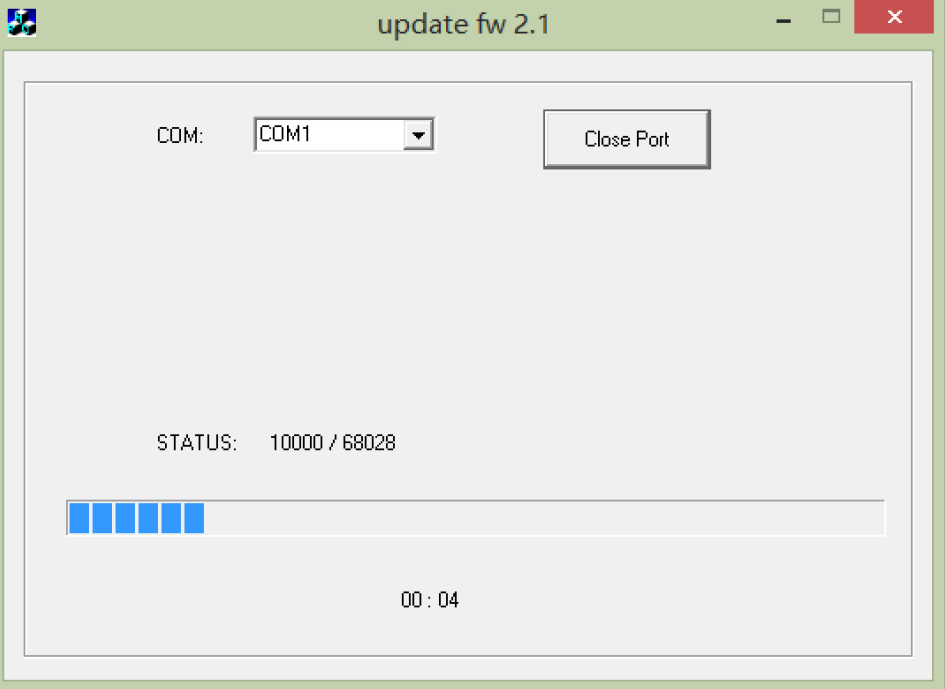 update fw 2.1
COM: COM1 Close Port
STATUS: 10000 / 68028
00 : 04